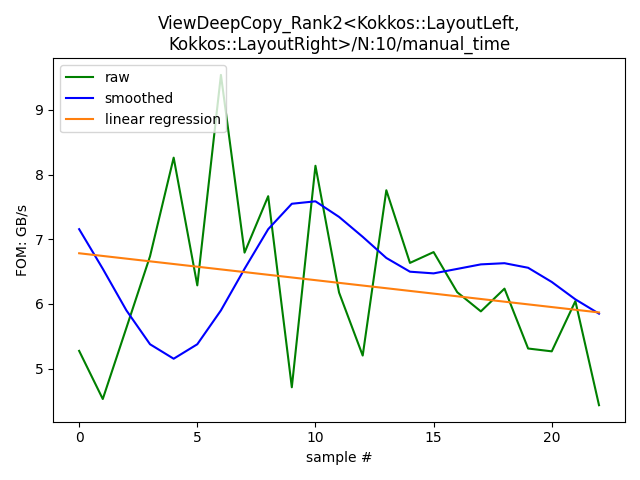 ViewDeepCopy_Rank2<Kokkos::LayoutLeft,
Kokkos::LayoutRight>/N:10/manual_time
raw
smoothed
linear regression
FOM: GB/s
9
8
7
6
5
0
5
10
15
20
sample #